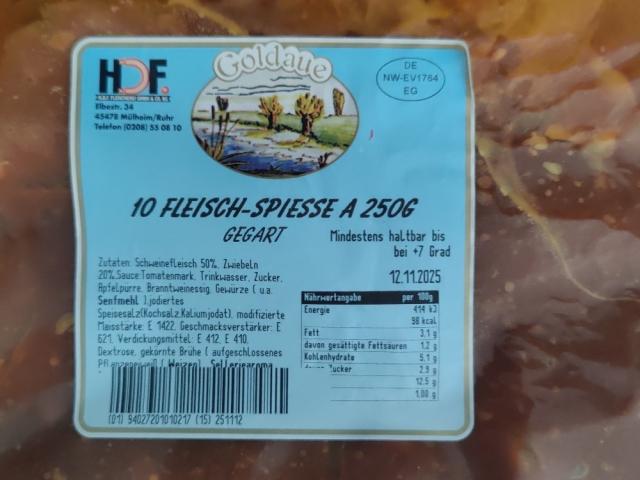 HDF.
Elbestr. 34
45478 Mülheim/Ruhr
Telefon (0208) 55 08 10
Goldaue
DE
NW-EV1764
EG
10 FLEISCH-SPIESSE A 250G
GEGART
Mindestens haltbar bis
bei +7 Grad
12.11.2025
Zutaten: Schweinefleisch 50%, Zwiebeln
20%,Sauce:Tomatenmark, Trinkwasser, Zucker,
Apfelpürre, Branntweinessig, Gewürze ( u.a.
Senfmehl ),jodiertes
Speisesalz(Kochsalz,Kaliumjodat), modifizierte
Maisstärke: E 1422, Geschmacksverstärker: E
621, Verdickungsmittel: E 412, E 410,
Dextrose, gekörnte Brühe ( aufgeschlossenes
Pflanzeneiweiß ( Weizen), Selleriearoma
Nährwertangabe per 100g
Energie 414 kJ
98 kcal
Fett 3,1 g
davon gesättigte Fettsäuren 1,2 g
Kohlenhydrate 5,1 g
Zucker 2,9 g
12,5 g
1,00 g
(01) 94027201010217 (15) 251112